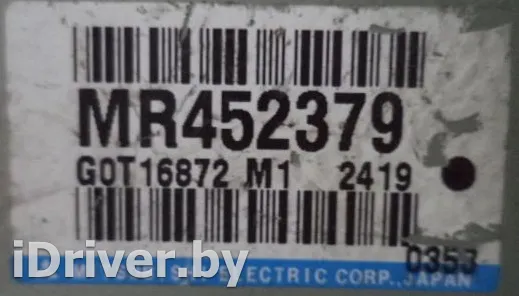 MR452379
G0T16872 M1 2419
0353
ELECTRIC CORP., JAPAN
iDriver.by